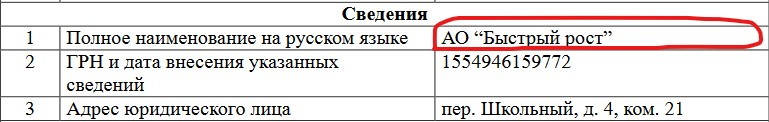 Сведения
1 Полное наименование на русском языке АО “Быстрый рост”
2 ГРН и дата внесения указанных сведений 1554946159772
3 Адрес юридического лица пер. Школьный, д. 4, ком. 21